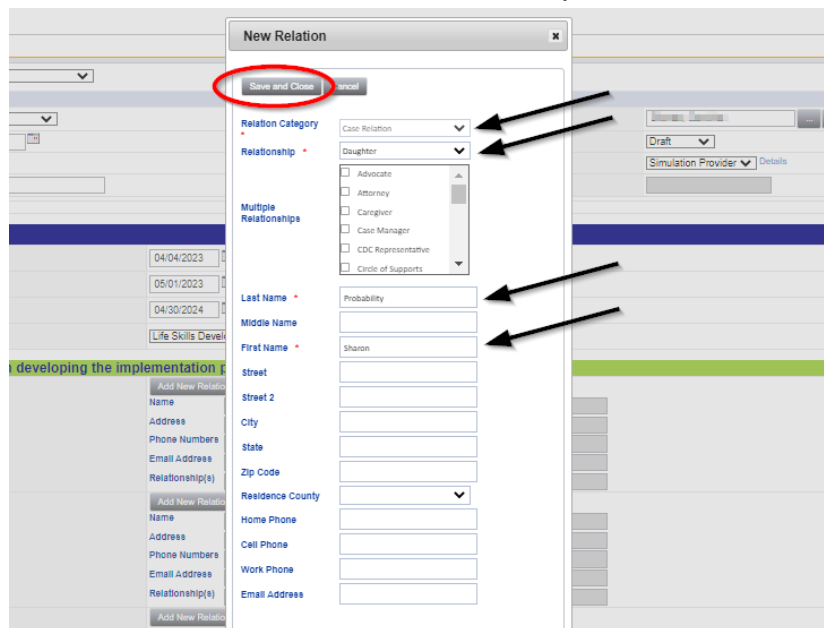 New Relation
x
Save and Close
Cancel
Relation Category *
Case Relation
Relationship *
Daughter
Multiple Relationships
Advocate
Attorney
Caregiver
Case Manager
CDC Representative
Circle of Supports
Last Name *
Probability
Middle Name
First Name *
Sharon
Street
Street 2
City
State
Zip Code
Residence County
Home Phone
Cell Phone
Work Phone
Email Address
...
Draft
Simulation Provider
Details
04/04/2023
05/01/2023
04/30/2024
Life Skills Devel
developing the implementation p
Add New Relatio
Name
Address
Phone Numbers
Email Address
Relationship(s)
Add New Relatio
Name
Address
Phone Numbers
Email Address
Relationship(s)
Add New Relatio